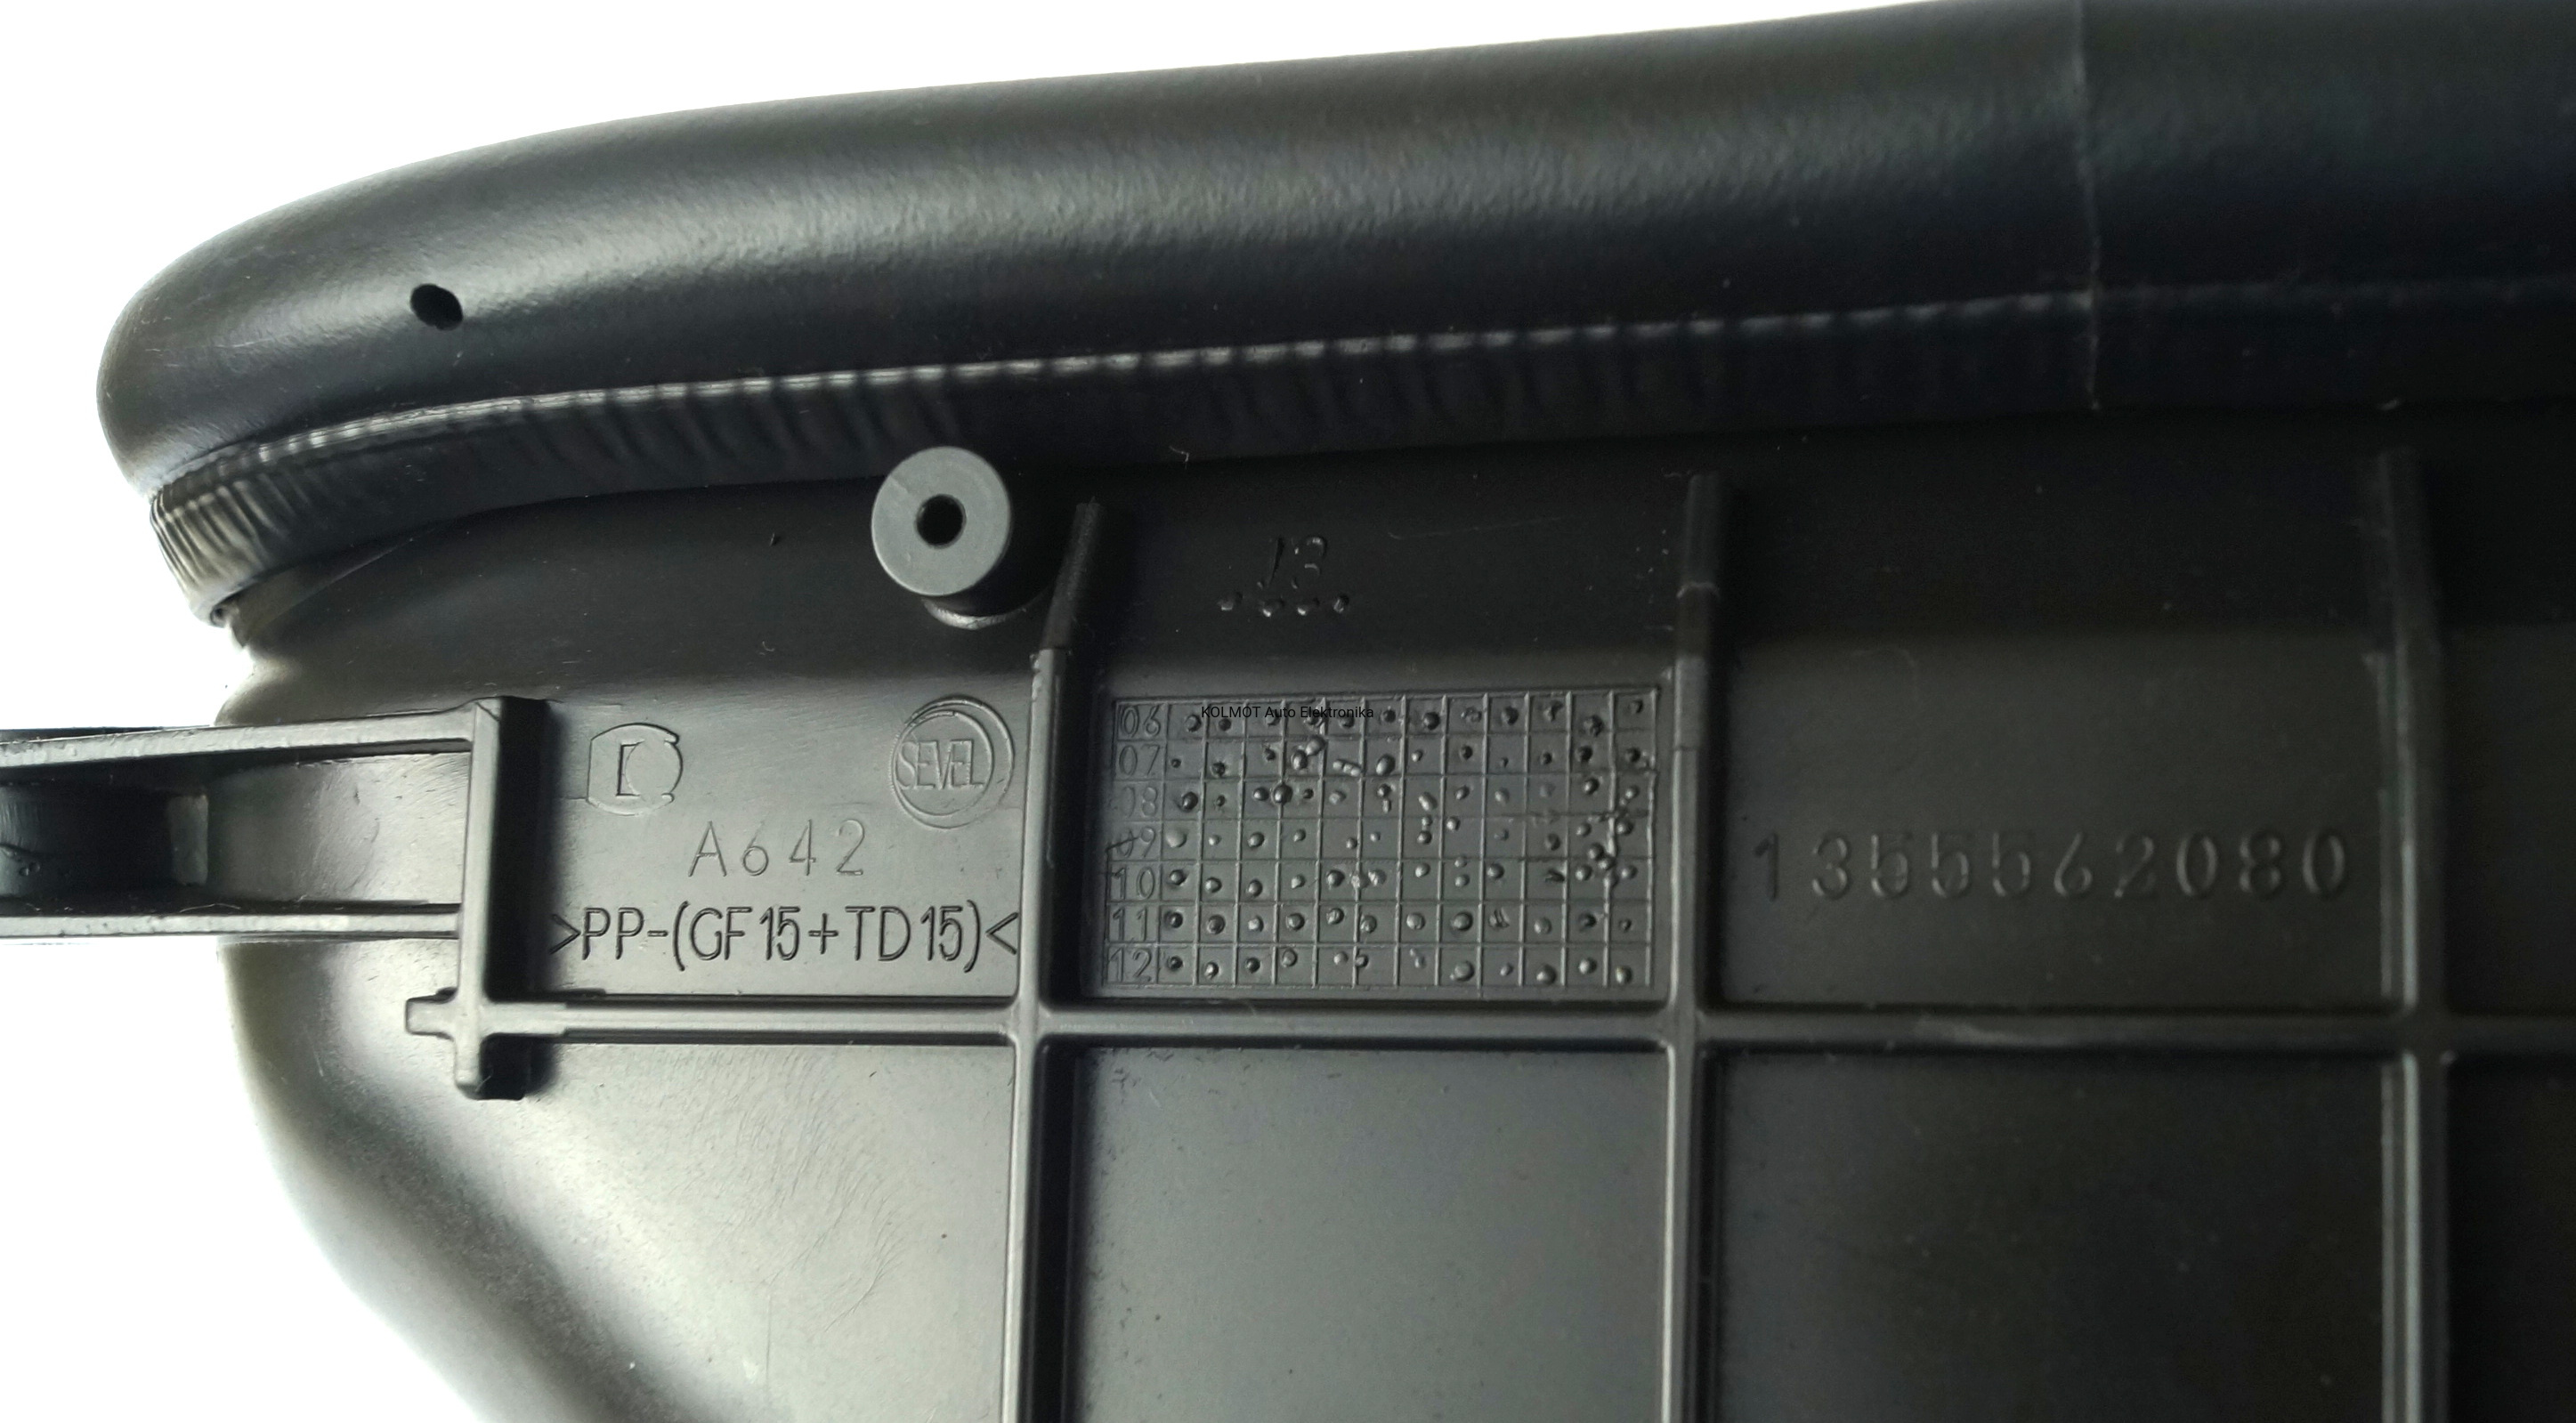 13
SEVEL
A642
>PP-(GF15+TD15)<
KOLMOT Auto Elektronika
06
07
08
09
10
11
12
1355562080